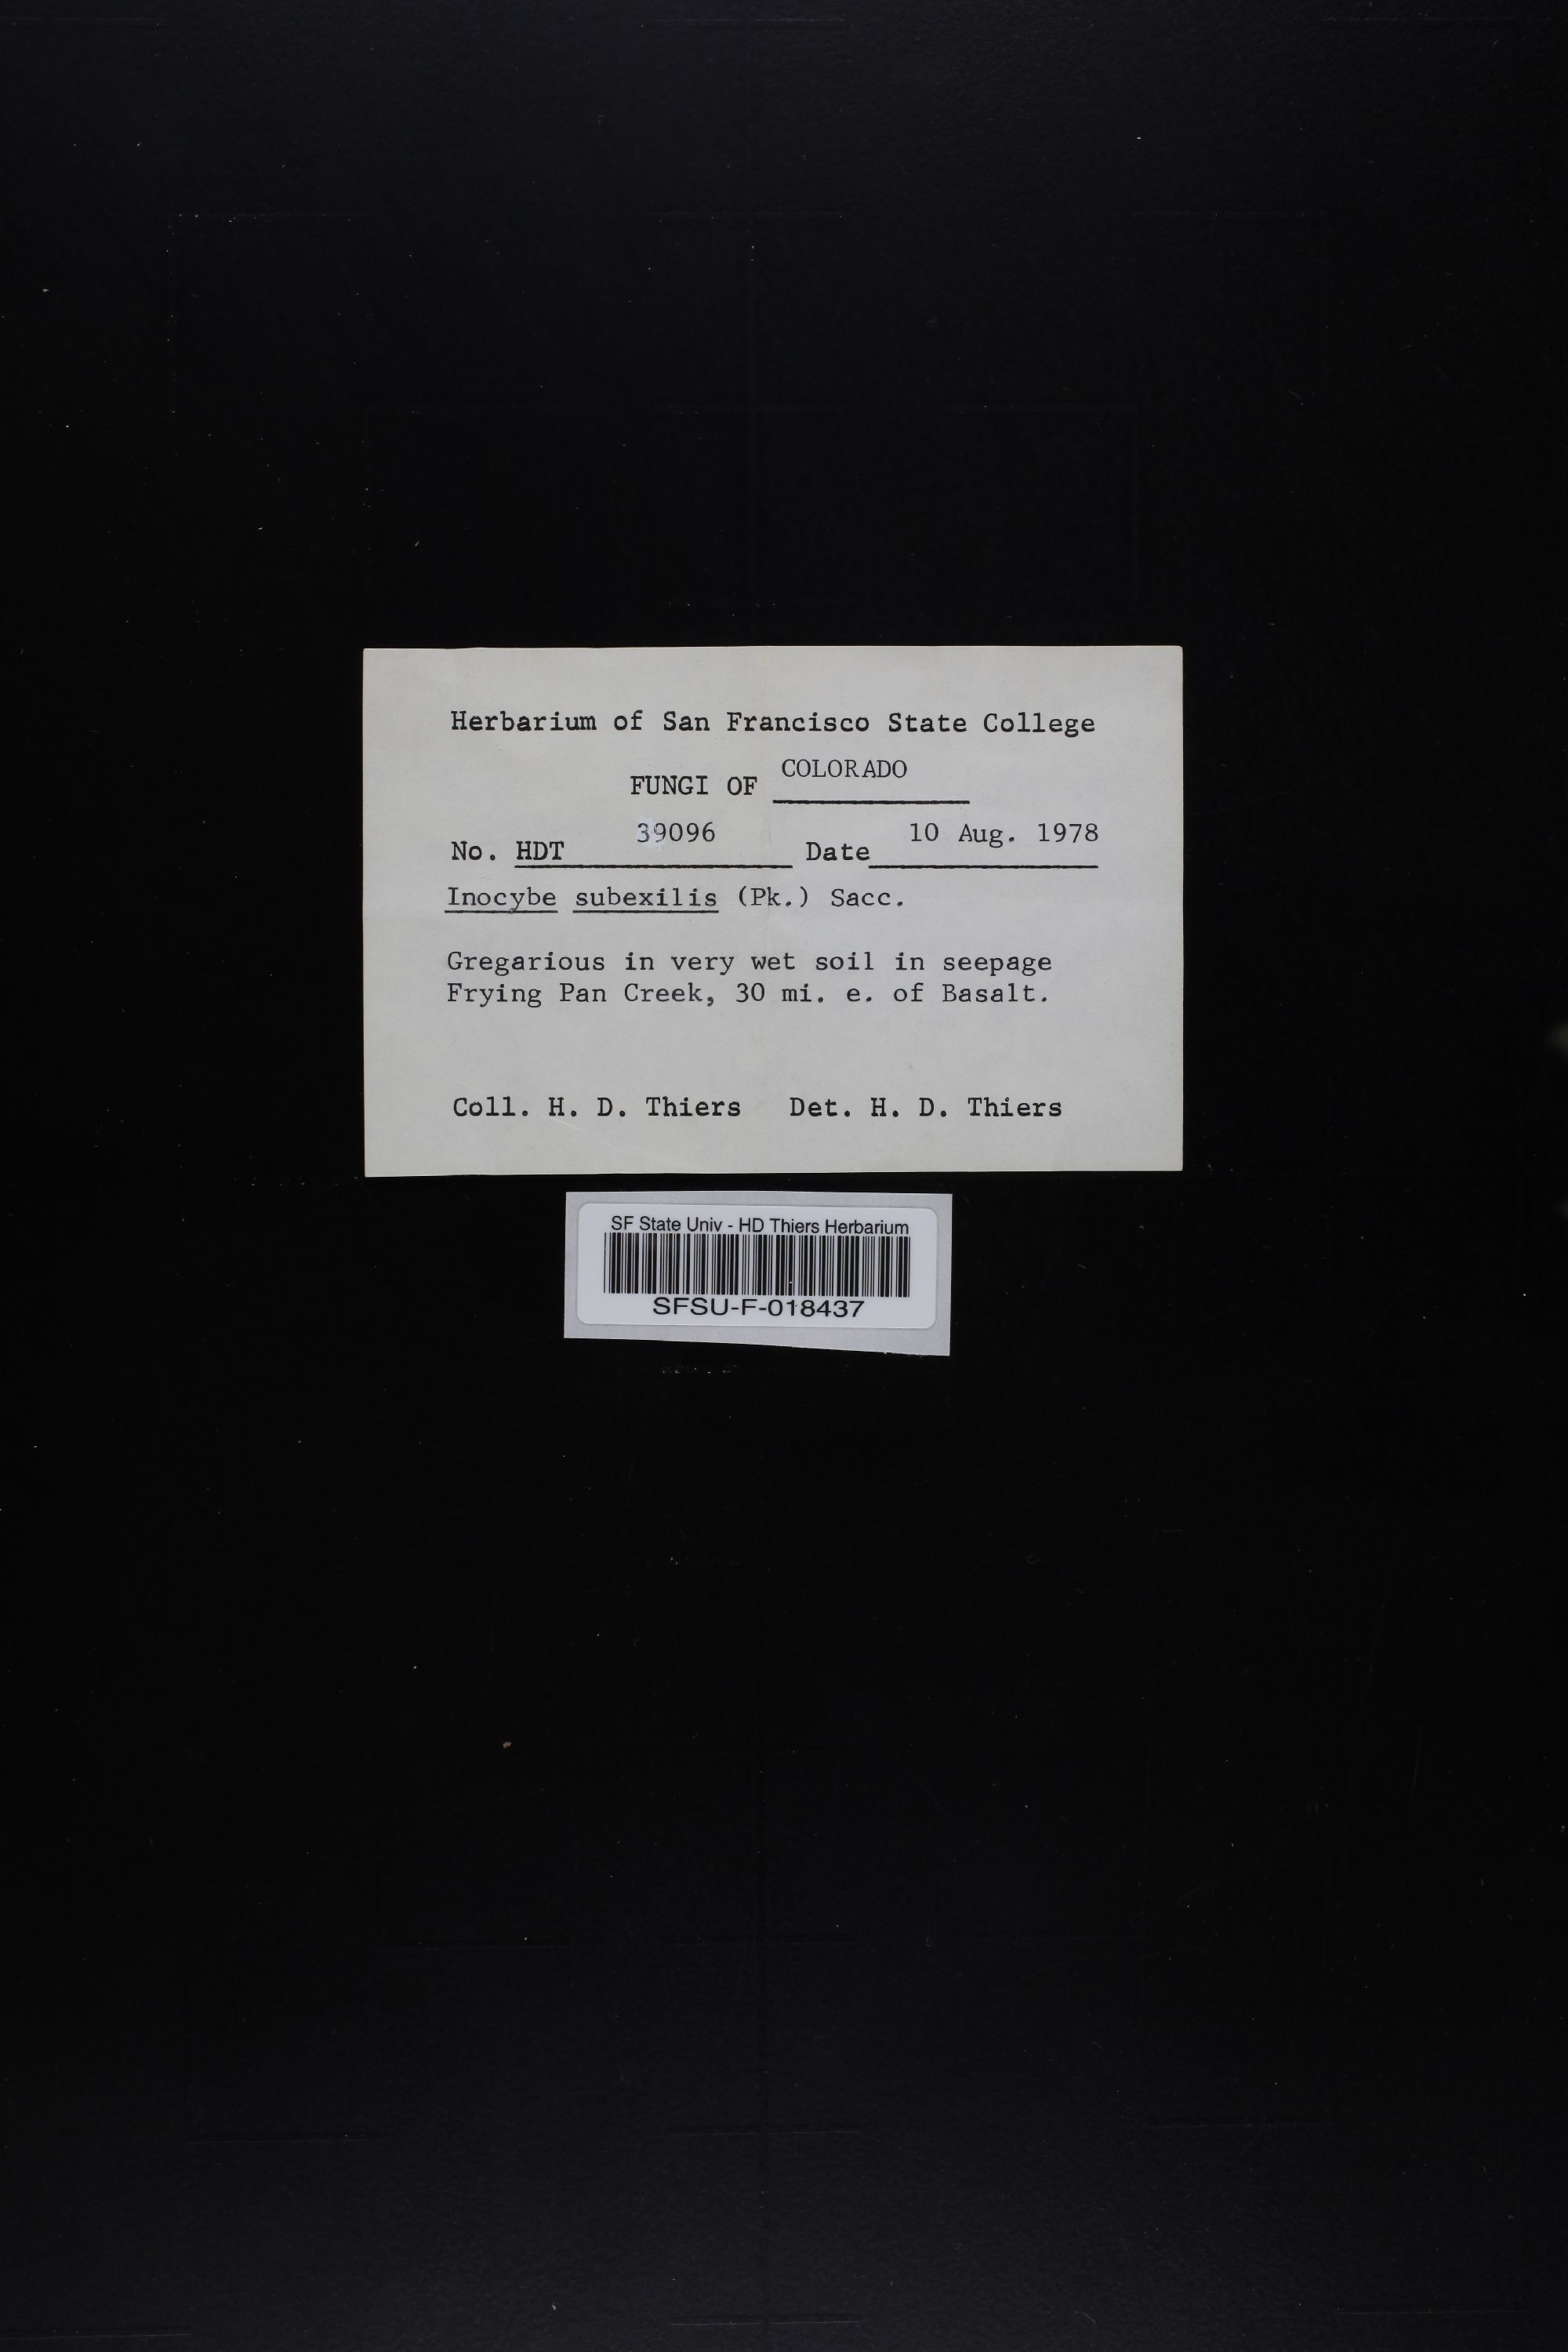 Herbarium of San Francisco State College
FUNGI OF COLORADO
No. HDT 39096 Date 10 Aug. 1978
Inocybe subexilis (Pk.) Sacc.
Gregarious in very wet soil in seepage
Frying Pan Creek, 30 mi. e. of Basalt.
Coll. H. D. Thiers Det. H. D. Thiers
SF State Univ - HD Thiers Herbarium
SFSU-F-018437